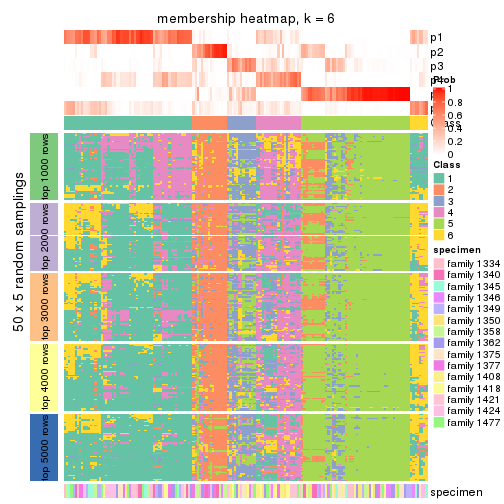 membership heatmap, k = 6
p1
p2
p3
Prob
1
0.8
0.6
0.4
0.2
0
Class
1
2
3
4
5
6
specimen
family 1334
family 1340
family 1345
family 1346
family 1349
family 1350
family 1358
family 1362
family 1375
family 1377
family 1408
family 1418
family 1421
family 1424
family 1477
50 x 5 random samplings
top 1000 rows
top 2000 rows
top 3000 rows
top 4000 rows
top 5000 rows
specimen